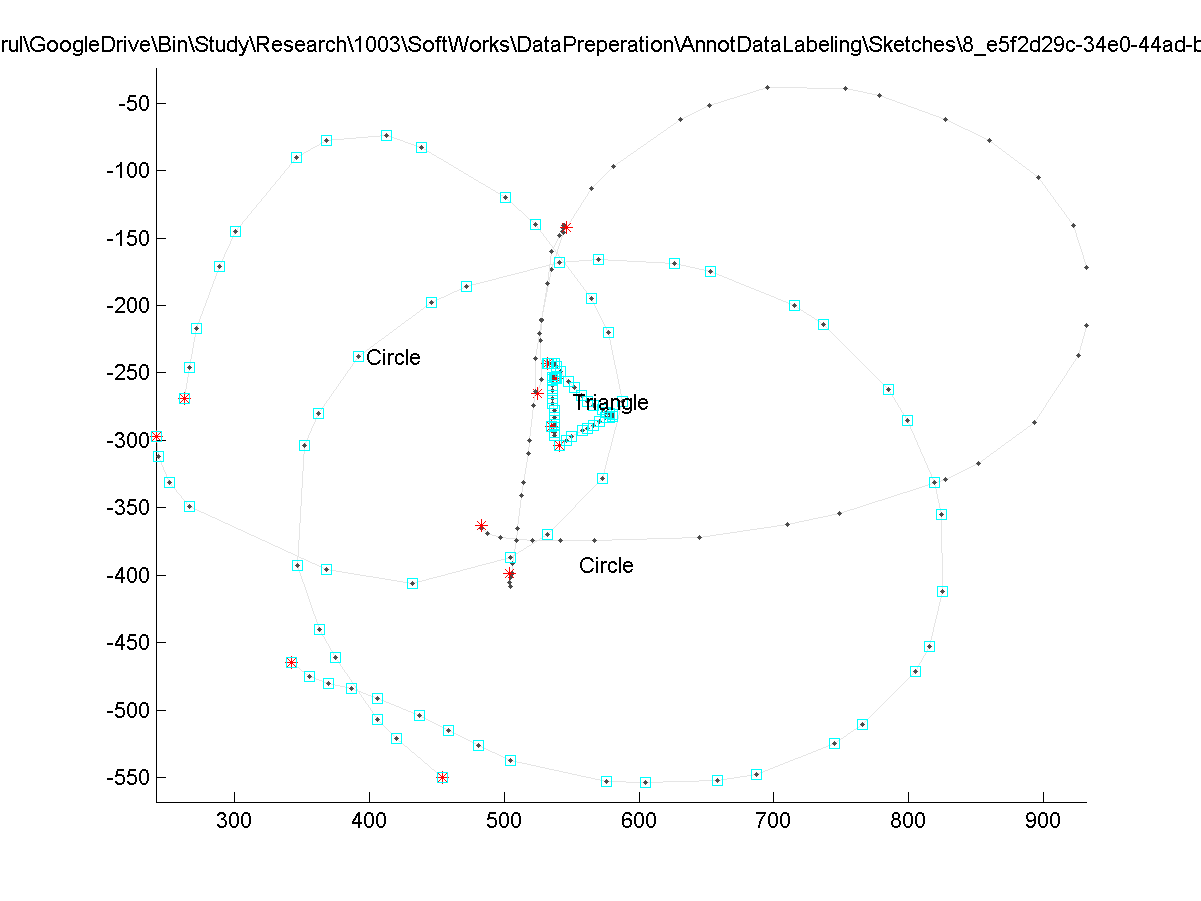 rul\GoogleDrive\Bin\Study\Research\1003\SoftWorks\DataPreperation\AnnotDataLabeling\Sketches\8_e5f2d29c-34e0-44ad-b
-50
-100
-150
-200
-250
-300
-350
-400
-450
-500
-550
Circle
Triangle
Circle
300 400 500 600 700 800 900